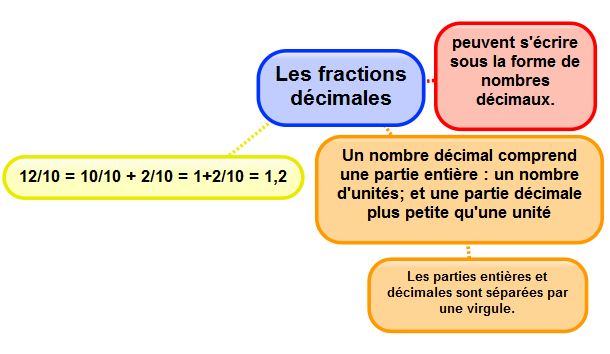 Les fractions
décimales
peuvent s'écrire
sous la forme de
nombres
décimaux.
12/10 = 10/10 + 2/10 = 1+2/10 = 1,2
Un nombre décimal comprend
une partie entière : un nombre
d'unités; et une partie décimale
plus petite qu'une unité
Les parties entières et
décimales sont séparées par
une virgule.